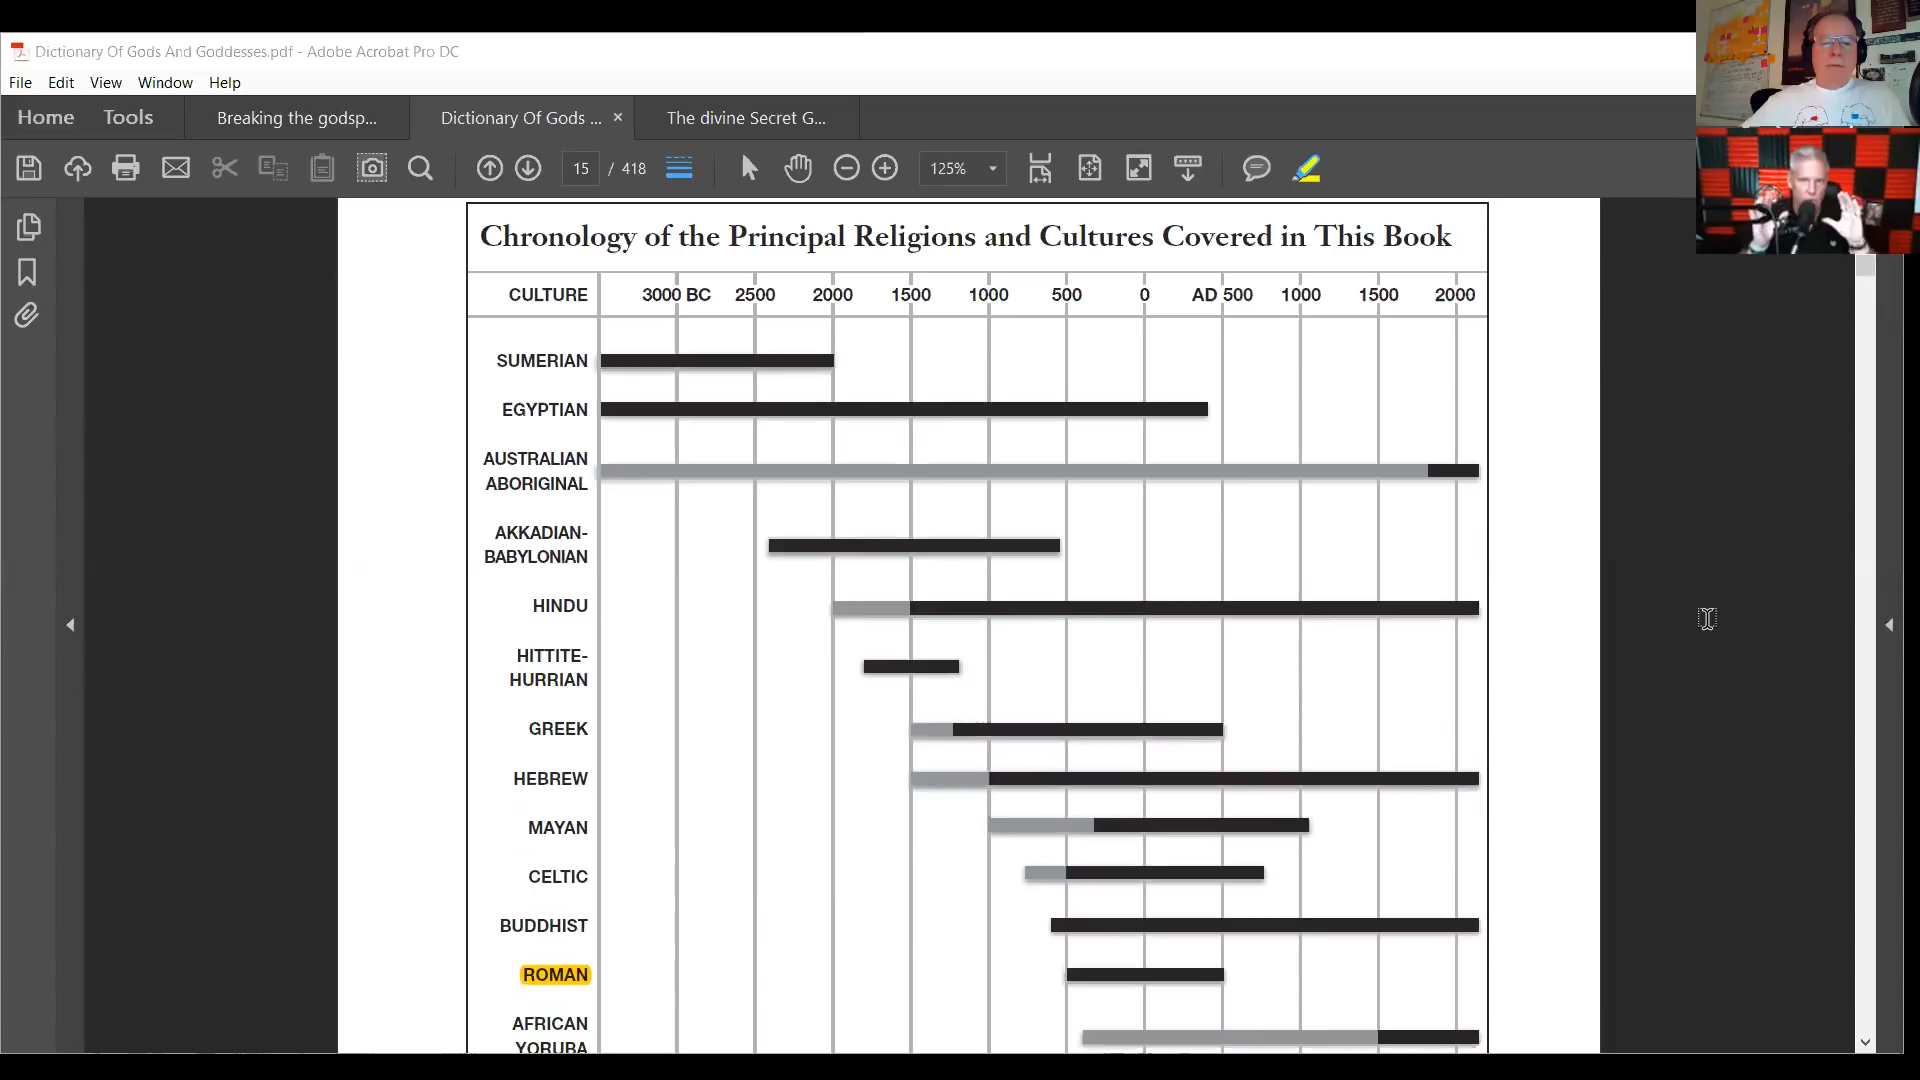 Dictionary Of Gods And Goddesses.pdf - Adobe Acrobat Pro DC
File Edit View Window Help
Home Tools Breaking the godsp... Dictionary Of Gods ... × The divine Secret G...
15 / 418 125%
Chronology of the Principal Religions and Cultures Covered in This Book
CULTURE 3000 BC 2500 2000 1500 1000 500 0 AD 500 1000 1500 2000
SUMERIAN
EGYPTIAN
AUSTRALIAN
ABORIGINAL
AKKADIAN-
BABYLONIAN
HINDU
HITTITE-
HURRIAN
GREEK
HEBREW
MAYAN
CELTIC
BUDDHIST
ROMAN
AFRICAN
YORUBA